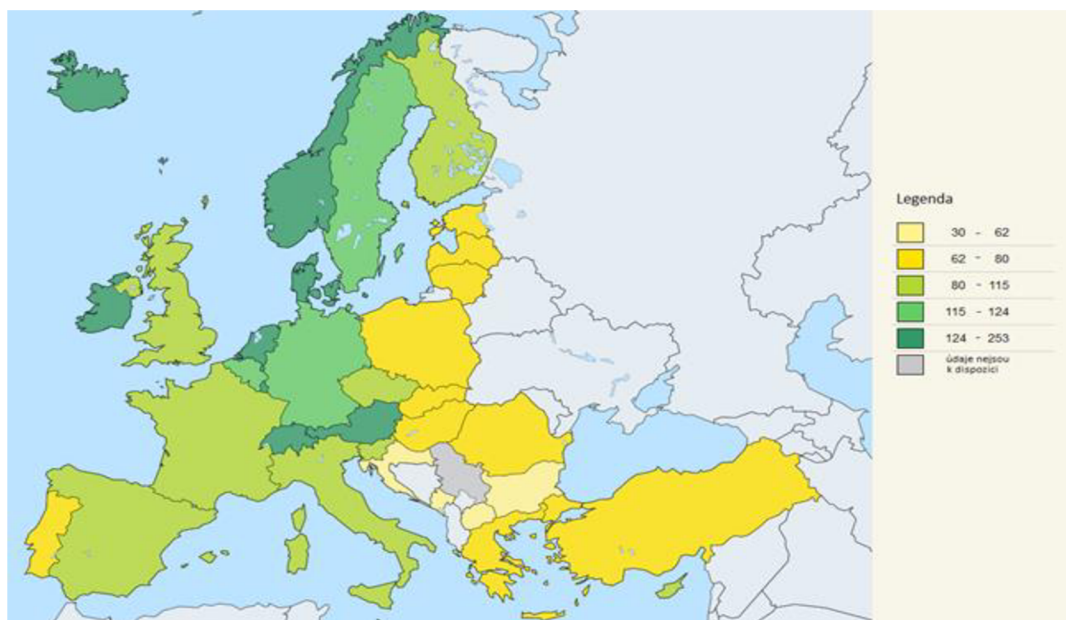 Legenda
30 - 62
62 - 80
80 - 115
115 - 124
124 - 253
údaje nejsou
k dispozici